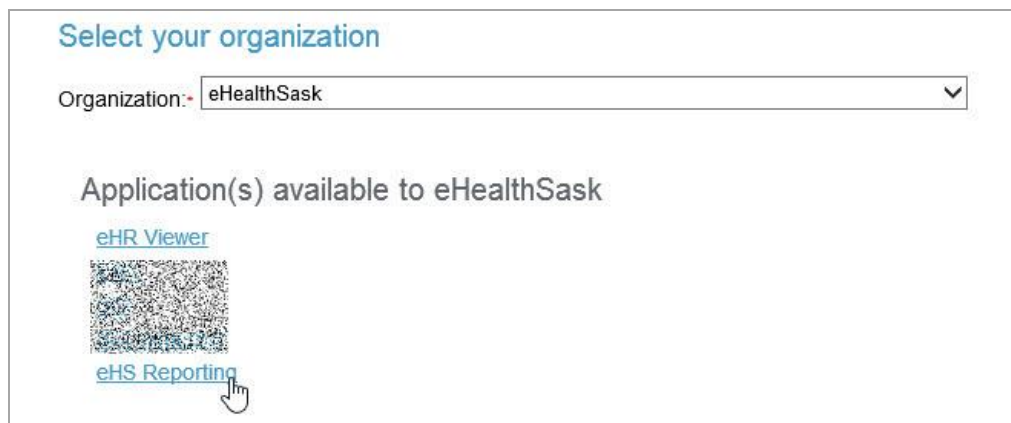 Select your organization
Organization:* eHealthSask
Application(s) available to eHealthSask
eHR Viewer
eHS Reporting